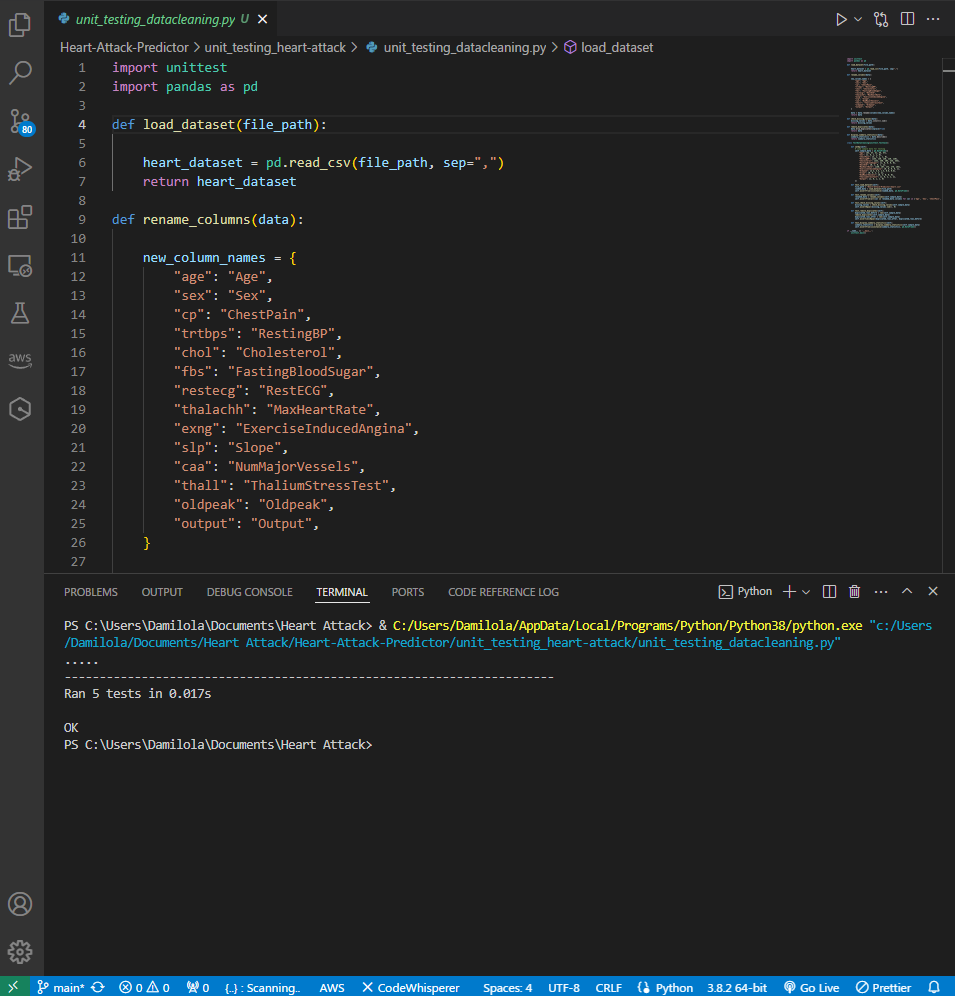 unit_testing_datacleaning.py U
Heart-Attack-Predictor > unit_testing_heart-attack > unit_testing_datacleaning.py > load_dataset
1 import unittest
2 import pandas as pd
3
4 def load_dataset(file_path):
5
6 heart_dataset = pd.read_csv(file_path, sep=",")
7 return heart_dataset
8
9 def rename_columns(data):
10
11 new_column_names = {
12 "age": "Age",
13 "sex": "Sex",
14 "cp": "ChestPain",
15 "trtbps": "RestingBP",
16 "chol": "Cholesterol",
17 "fbs": "FastingBloodSugar",
18 "restecg": "RestECG",
19 "thalachh": "MaxHeartRate",
20 "exng": "ExerciseInducedAngina",
21 "slp": "Slope",
22 "caa": "NumMajorVessels",
23 "thall": "ThaliumStressTest",
24 "oldpeak": "Oldpeak",
25 "output": "Output",
26 }
27
80
aws
PROBLEMS OUTPUT DEBUG CONSOLE TERMINAL PORTS CODE REFERENCE LOG Python
PS C:\Users\Damilola\Documents\Heart Attack> & C:/Users/Damilola/AppData/Local/Programs/Python/Python38/python.exe "c:/Users
/Damilola/Documents/Heart Attack/Heart-Attack-Predictor/unit_testing_heart-attack/unit_testing_datacleaning.py"
.....
----------------------------------------------------------------------
Ran 5 tests in 0.017s

OK
PS C:\Users\Damilola\Documents\Heart Attack>
main* 0 0 0 {..} : Scanning.. AWS CodeWhisperer Spaces: 4 UTF-8 CRLF Python 3.8.2 64-bit Go Live Prettier